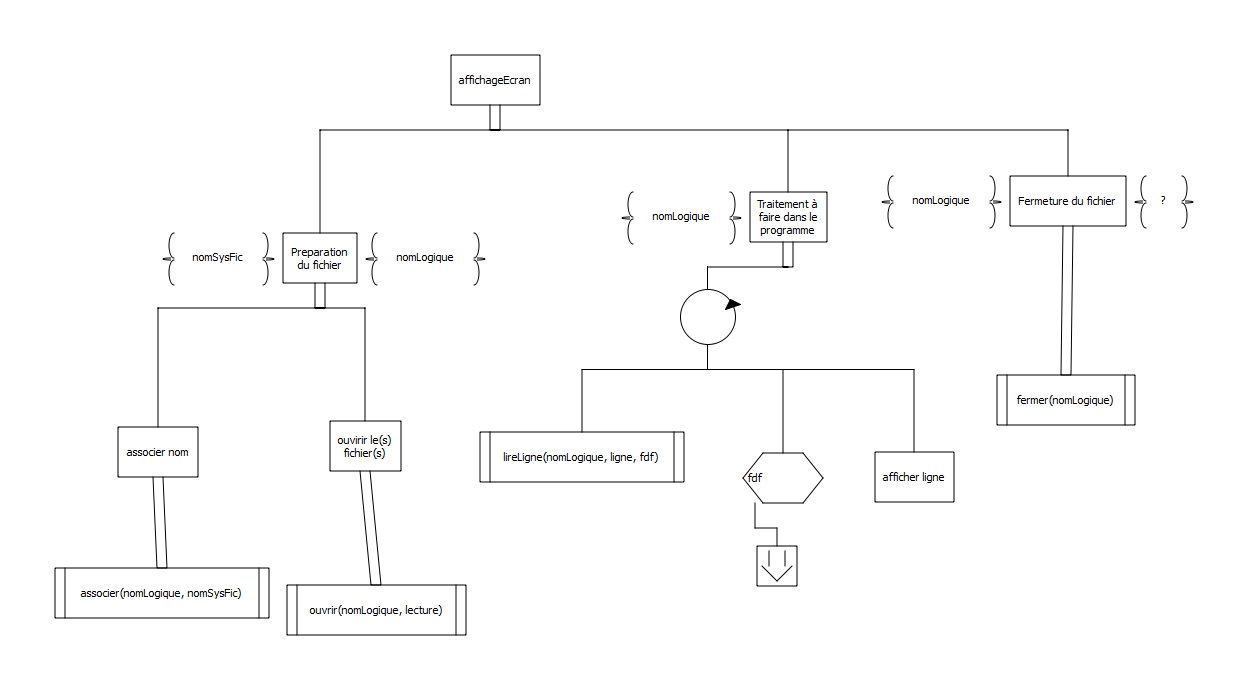 affichageEcran
nomLogique
Traitement à
faire dans le
programme
nomLogique
Fermeture du fichier
?
nomSysFic
Preparation
du fichier
nomLogique
associer nom
ouvrir le(s)
fichier(s)
lireLigne(nomLogique, ligne, fdf)
fdf
afficher ligne
fermer(nomLogique)
associer(nomLogique, nomSysFic)
ouvrir(nomLogique, lecture)